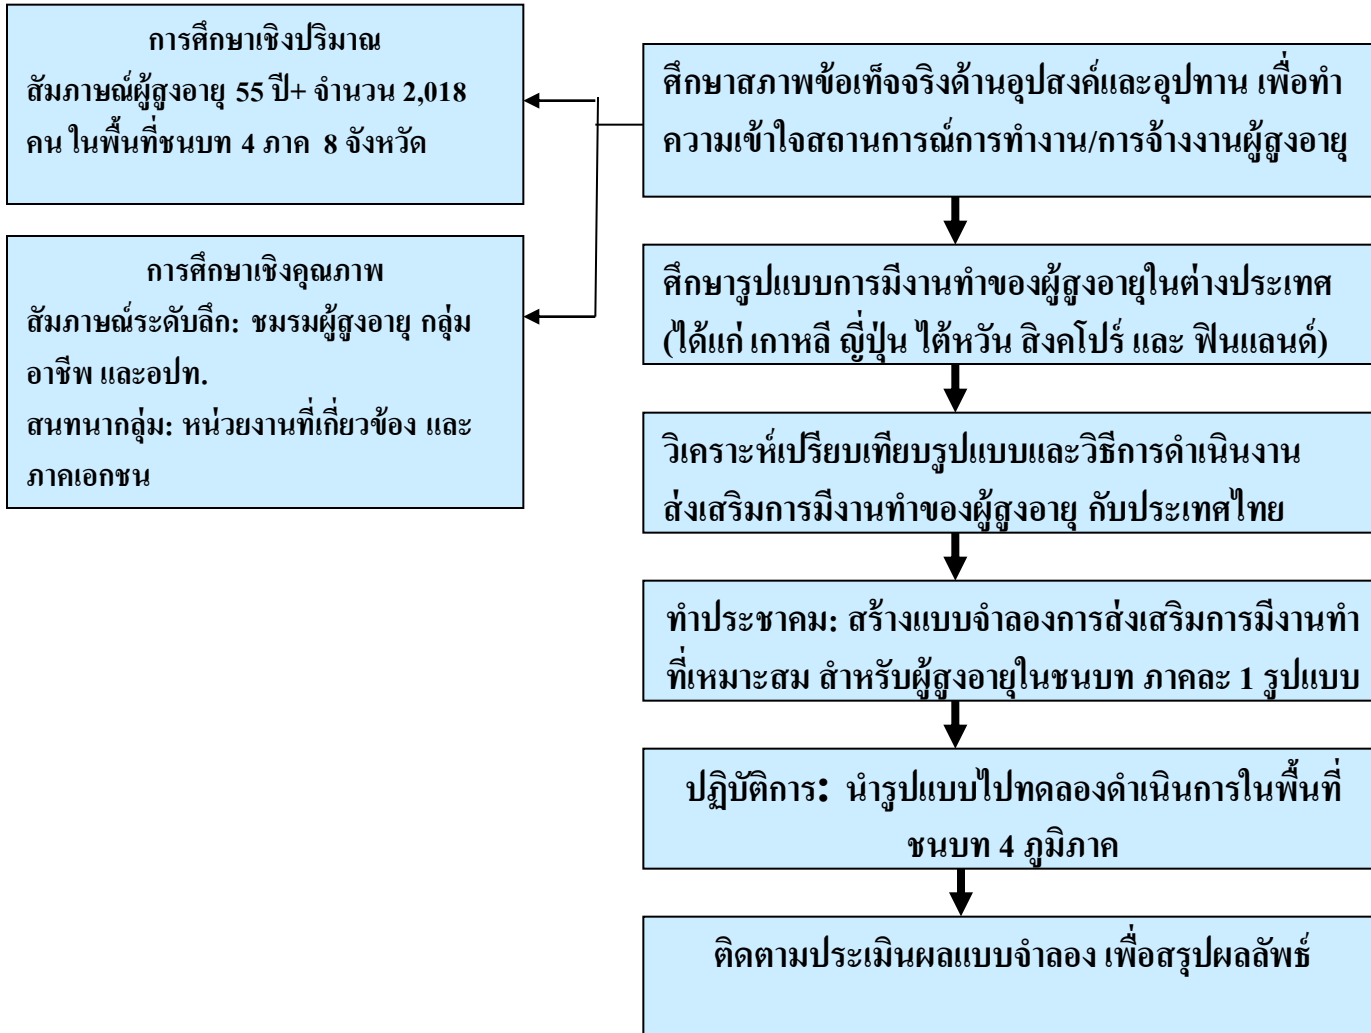 การศึกษาเชิงปริมาณ
สัมภาษณ์ผู้สูงอายุ 55 ปี+ จำนวน 2,018
คน ในพื้นที่ชนบท 4 ภาค 8 จังหวัด
การศึกษาเชิงคุณภาพ
สัมภาษณ์ระดับลึก: ชมรมผู้สูงอายุ กลุ่ม
อาชีพ และอปท.
สนทนากลุ่ม: หน่วยงานที่เกี่ยวข้อง และ
ภาคเอกชน
ศึกษาสภาพข้อเท็จจริงด้านอุปสงค์และอุปทาน เพื่อทำ
ความเข้าใจสถานการณ์การทำงาน/การจ้างงานผู้สูงอายุ
ศึกษารูปแบบการมีงานทำของผู้สูงอายุในต่างประเทศ
(ได้แก่ เกาหลี ญี่ปุ่น ไต้หวัน สิงคโปร์ และ ฟินแลนด์)
วิเคราะห์เปรียบเทียบรูปแบบและวิธีการดำเนินงาน
ส่งเสริมการมีงานทำของผู้สูงอายุ กับประเทศไทย
ทำประชาคม: สร้างแบบจำลองการส่งเสริมการมีงานทำ
ที่เหมาะสม สำหรับผู้สูงอายุในชนบท ภาคละ 1 รูปแบบ
ปฏิบัติการ: นำรูปแบบไปทดลองดำเนินการในพื้นที่
ชนบท 4 ภูมิภาค
ติดตามประเมินผลแบบจำลอง เพื่อสรุปผลลัพธ์